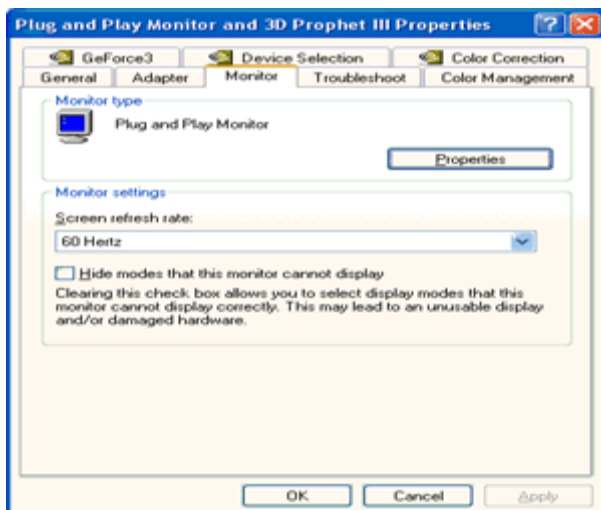 Plug and Play Monitor and 3D Prophet III Properties
GeForce3
Device Selection
Color Correction
General
Adapter
Monitor
Troubleshoot
Color Management
Monitor type
Plug and Play Monitor
Properties
Monitor settings
Screen refresh rate:
60 Hertz
Hide modes that this monitor cannot display
Clearing this check box allows you to select display modes that this
monitor cannot display correctly. This may lead to an unusable display
and/or damaged hardware.
OK
Cancel
Apply